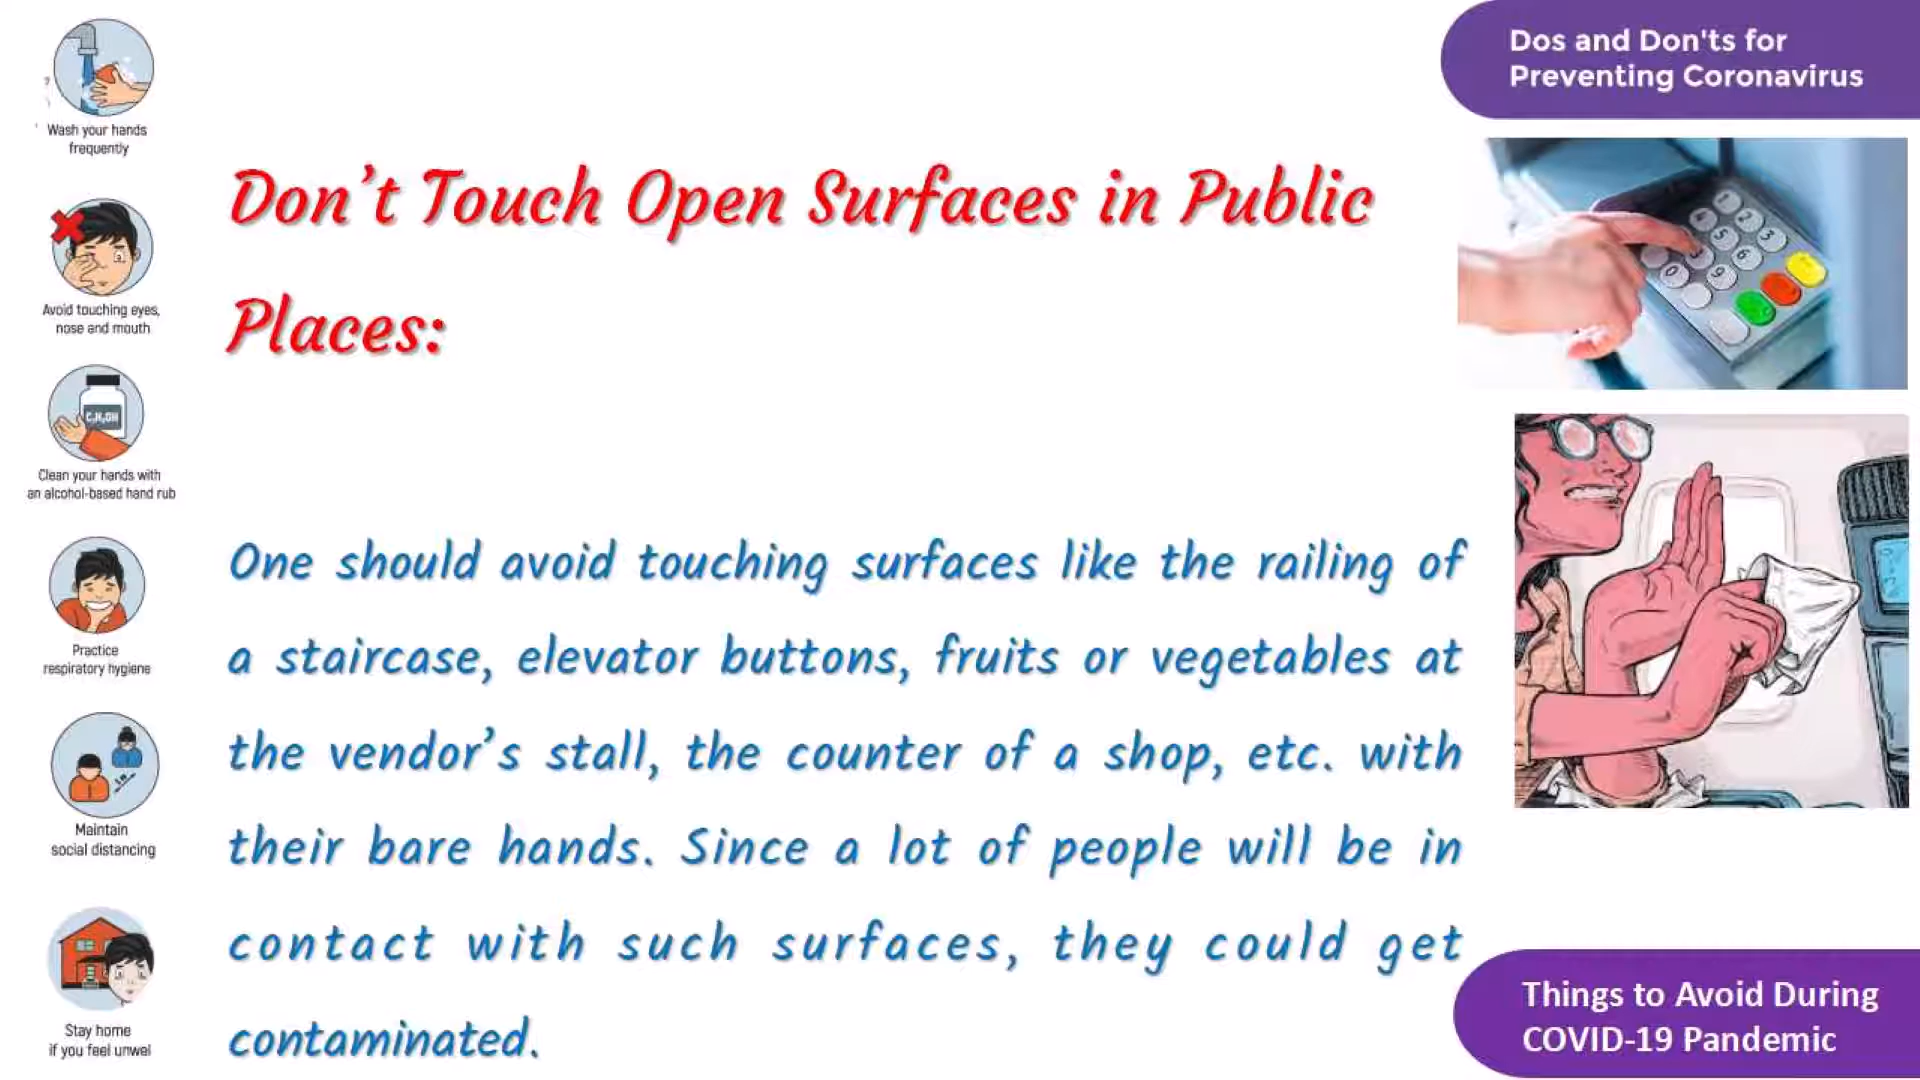 Wash your hands
frequently
Avoid touching eyes,
nose and mouth
C₂H₅OH
Clean your hands with
an alcohol-based hand rub
Practice
respiratory hygiene
Maintain
social distancing
Stay home
if you feel unwel
Don’t Touch Open Surfaces in Public
Places:
One should avoid touching surfaces like the railing of
a staircase, elevator buttons, fruits or vegetables at
the vendor’s stall, the counter of a shop, etc. with
their bare hands. Since a lot of people will be in
contact with such surfaces, they could get
contaminated.
Dos and Don'ts for
Preventing Coronavirus
Things to Avoid During
COVID-19 Pandemic